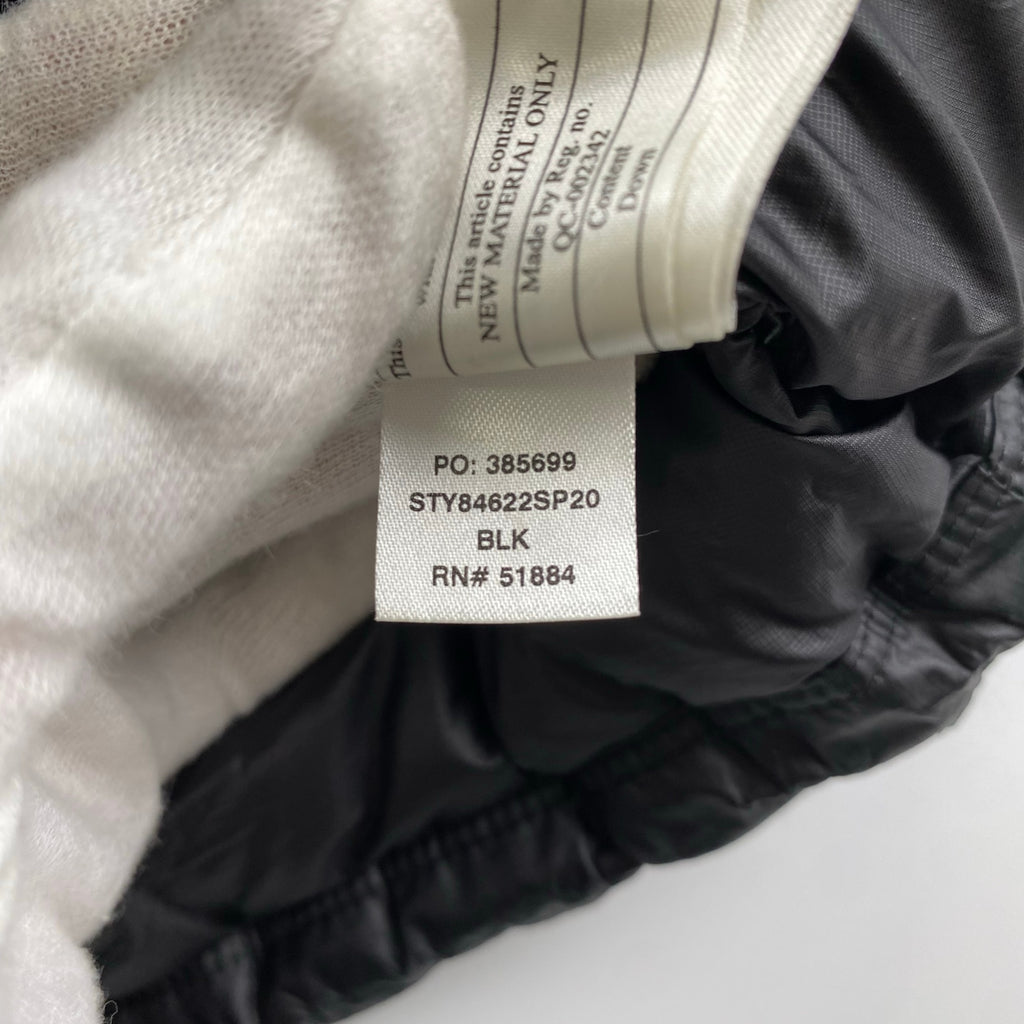 This article contains
NEW MATERIAL ONLY
Made by Reg. no.
QC-002342
Content
Down
This
PO: 385699
STY84622SP20
BLK
RN# 51884